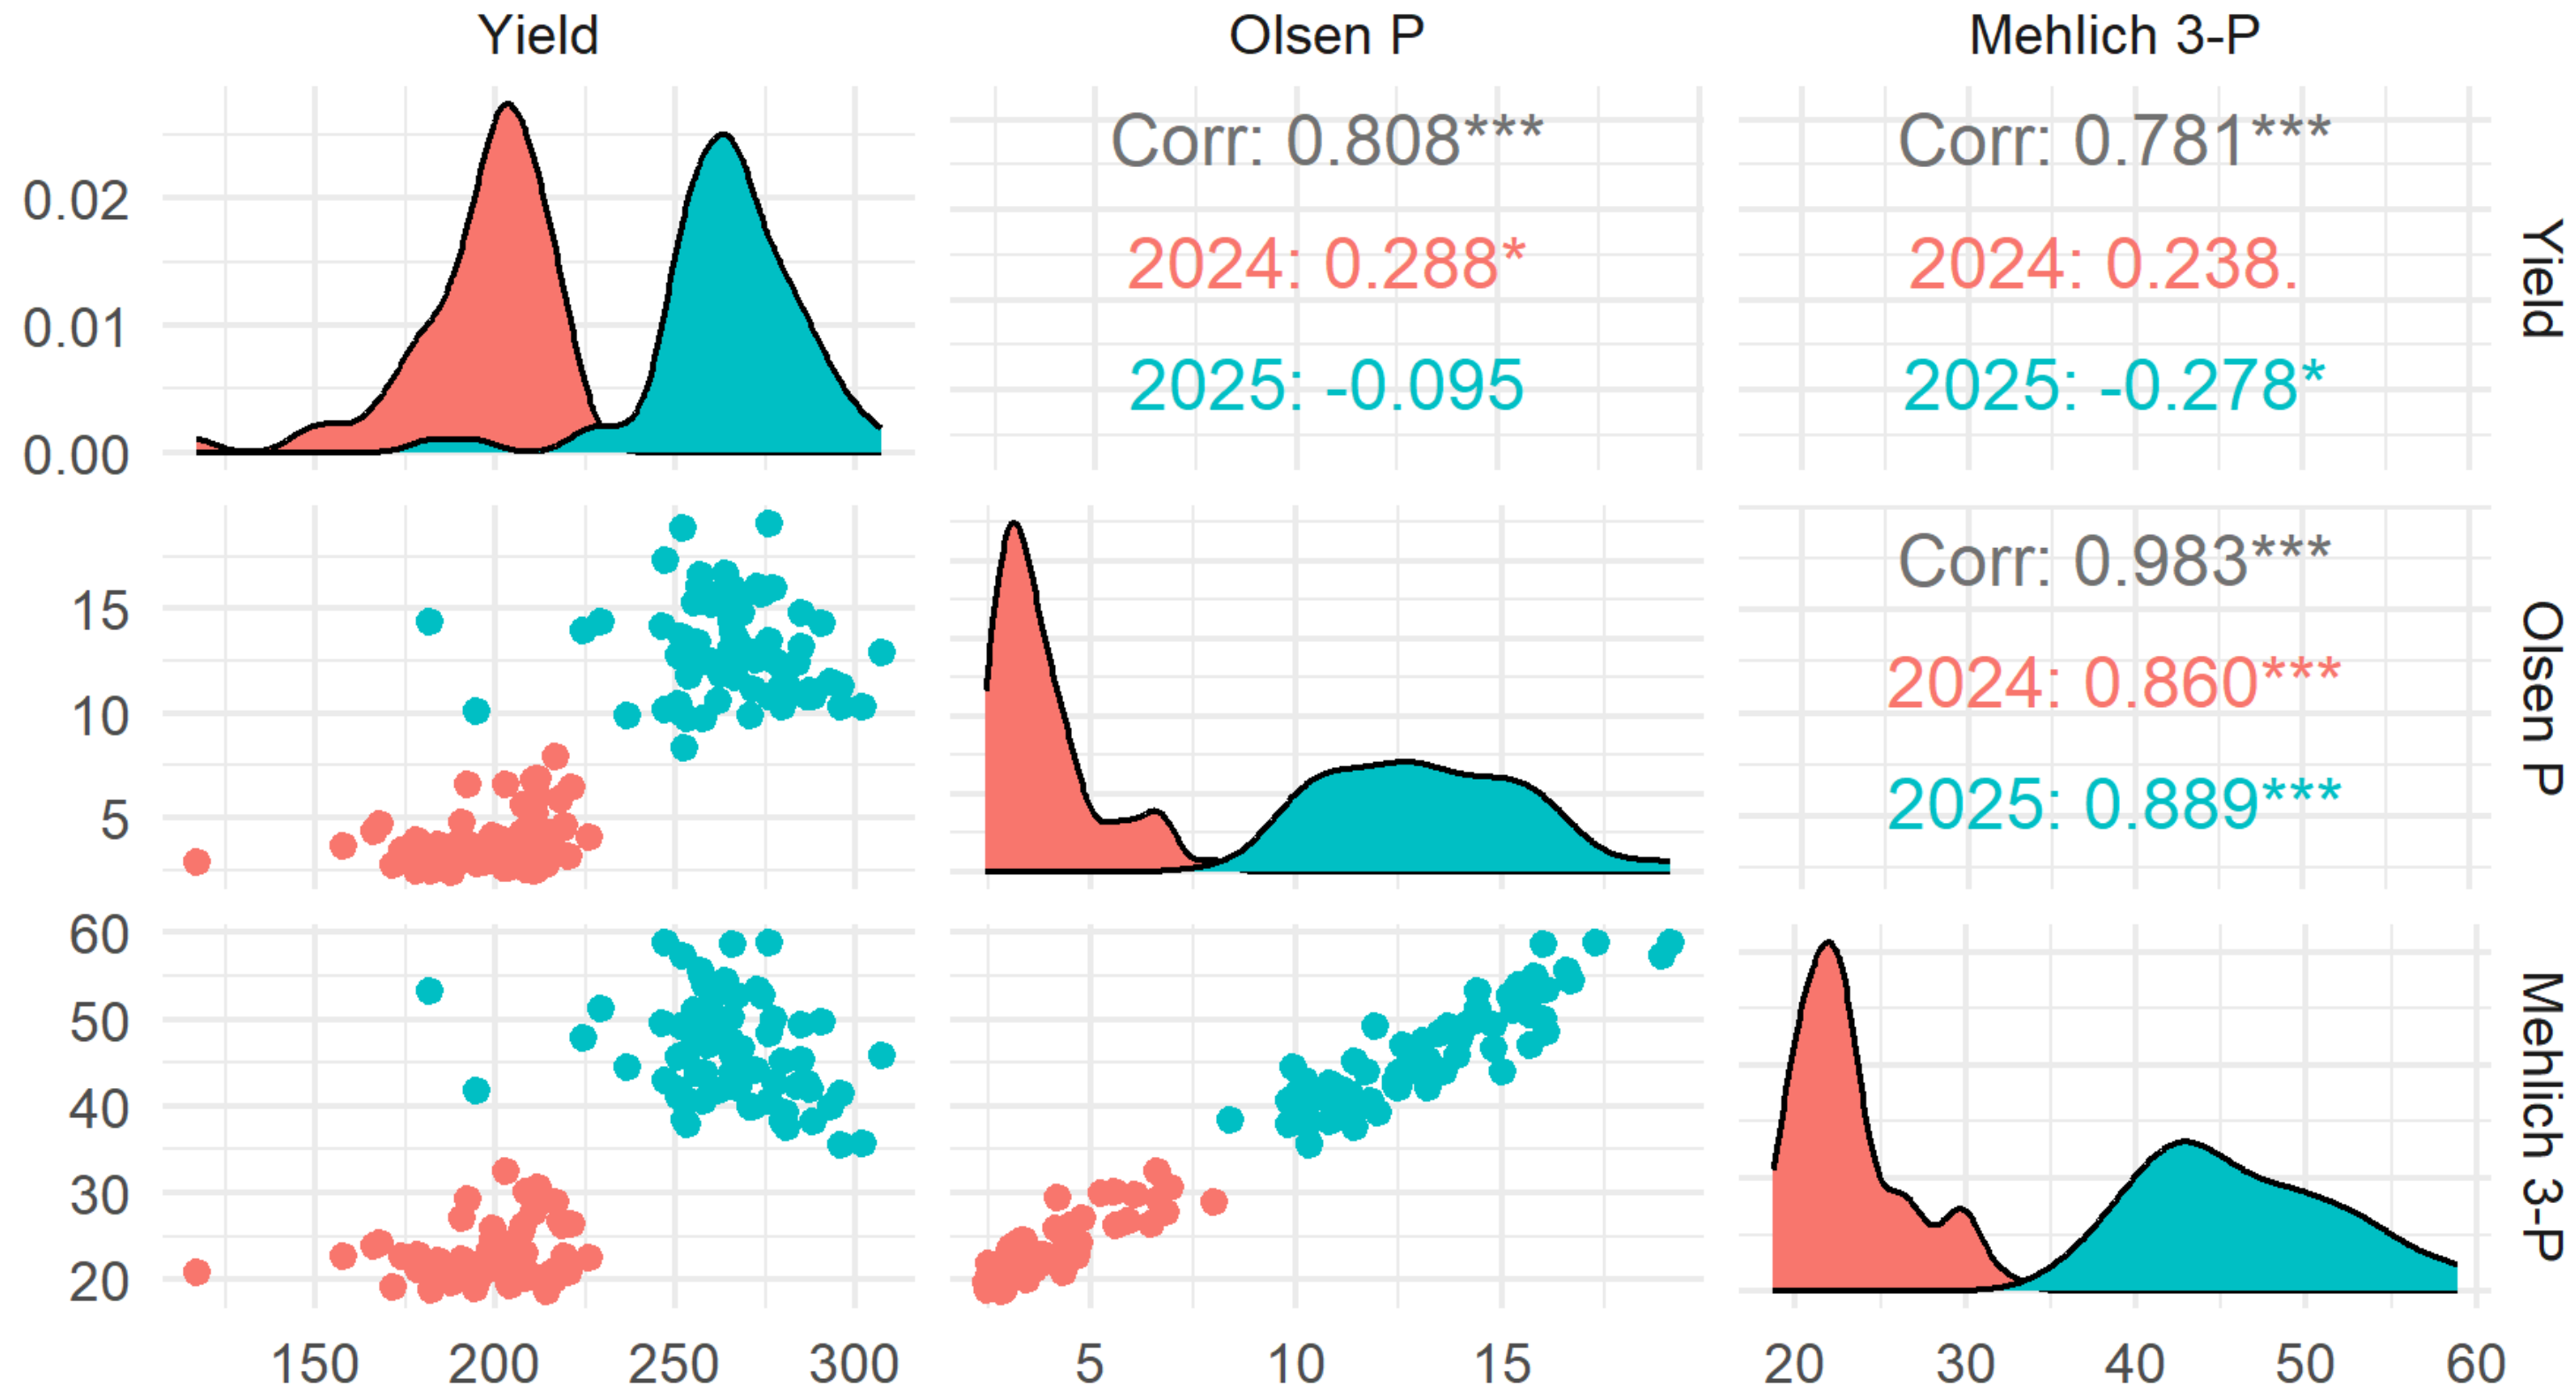 Yield
Olsen P
Mehlich 3-P
0.02
0.01
0.00
Corr: 0.808***
2024: 0.288*
2025: -0.095
Corr: 0.781***
2024: 0.238.
2025: -0.278*
Yield
15
10
5
Corr: 0.983***
2024: 0.860***
2025: 0.889***
Olsen P
60
50
40
30
20
Mehlich 3-P
150 200 250 300
5 10 15
20 30 40 50 60